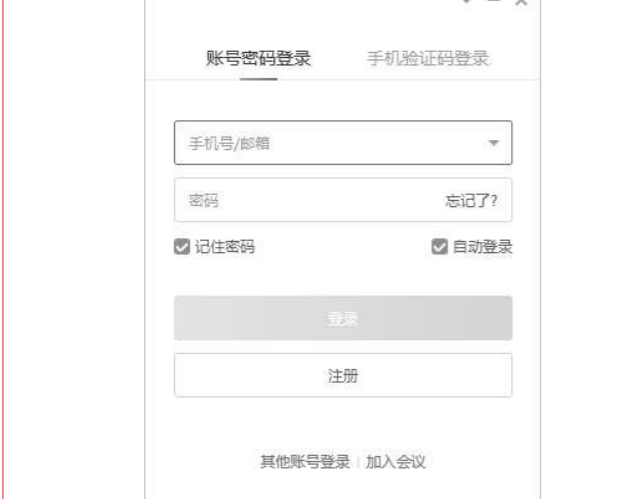 账号密码登录 手机验证码登录
手机号/邮箱
密码 忘记了?
记住密码 自动登录
登录
注册
其他账号登录 | 加入会议